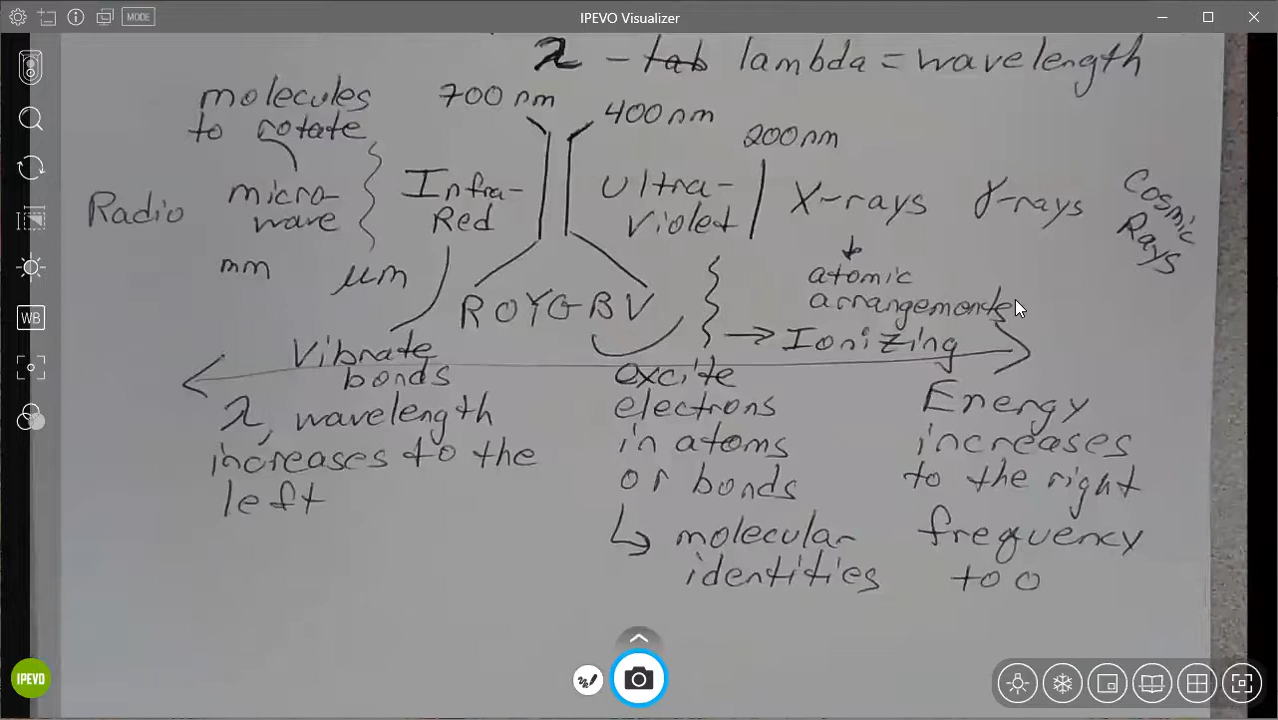 IPEVO Visualizer
MODE
WB
λ - tab lambda = wavelength
molecules
to rotate
700 nm
400 nm
200 nm
Radio
micro-
wave
Infra-
Red
Ultra-
Violet
X-rays
γ-rays
Cosmic
Rays
mm
μm
ROYGBV
atomic
arrangements
→ Ionizing
Vibrate
bonds
λ, wavelength
increases to the
left
excite
electrons
in atoms
or bonds
↳ molecular
identities
Energy
increases
to the right
frequency
too
IPEVO